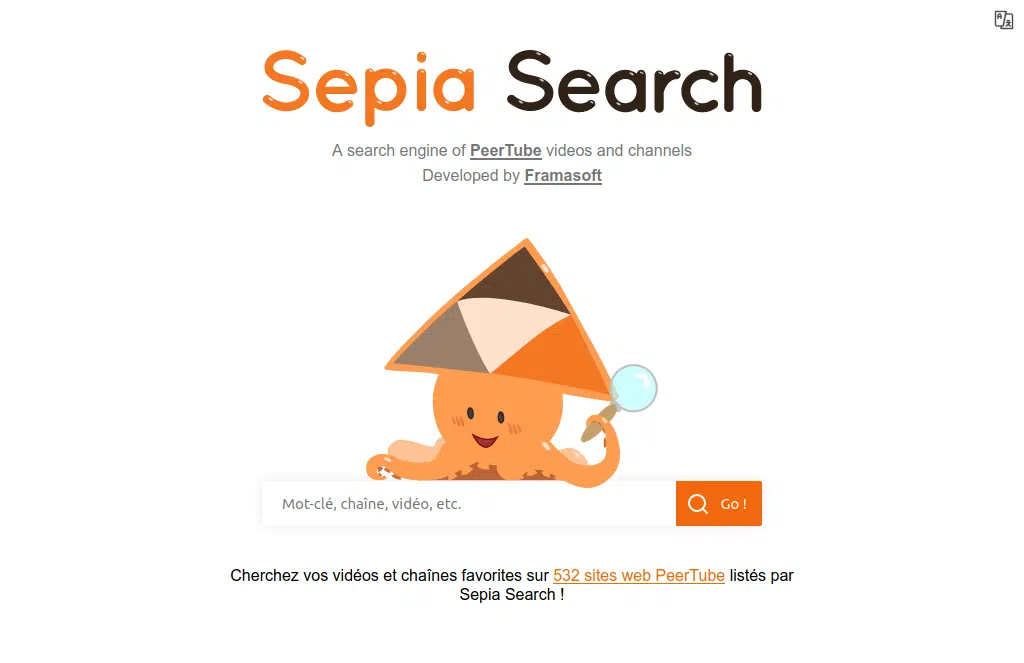 Sepia Search
A search engine of PeerTube videos and channels
Developed by Framasoft
Mot-clé, chaîne, vidéo, etc.
Go !
Cherchez vos vidéos et chaînes favorites sur 532 sites web PeerTube listés par
Sepia Search !